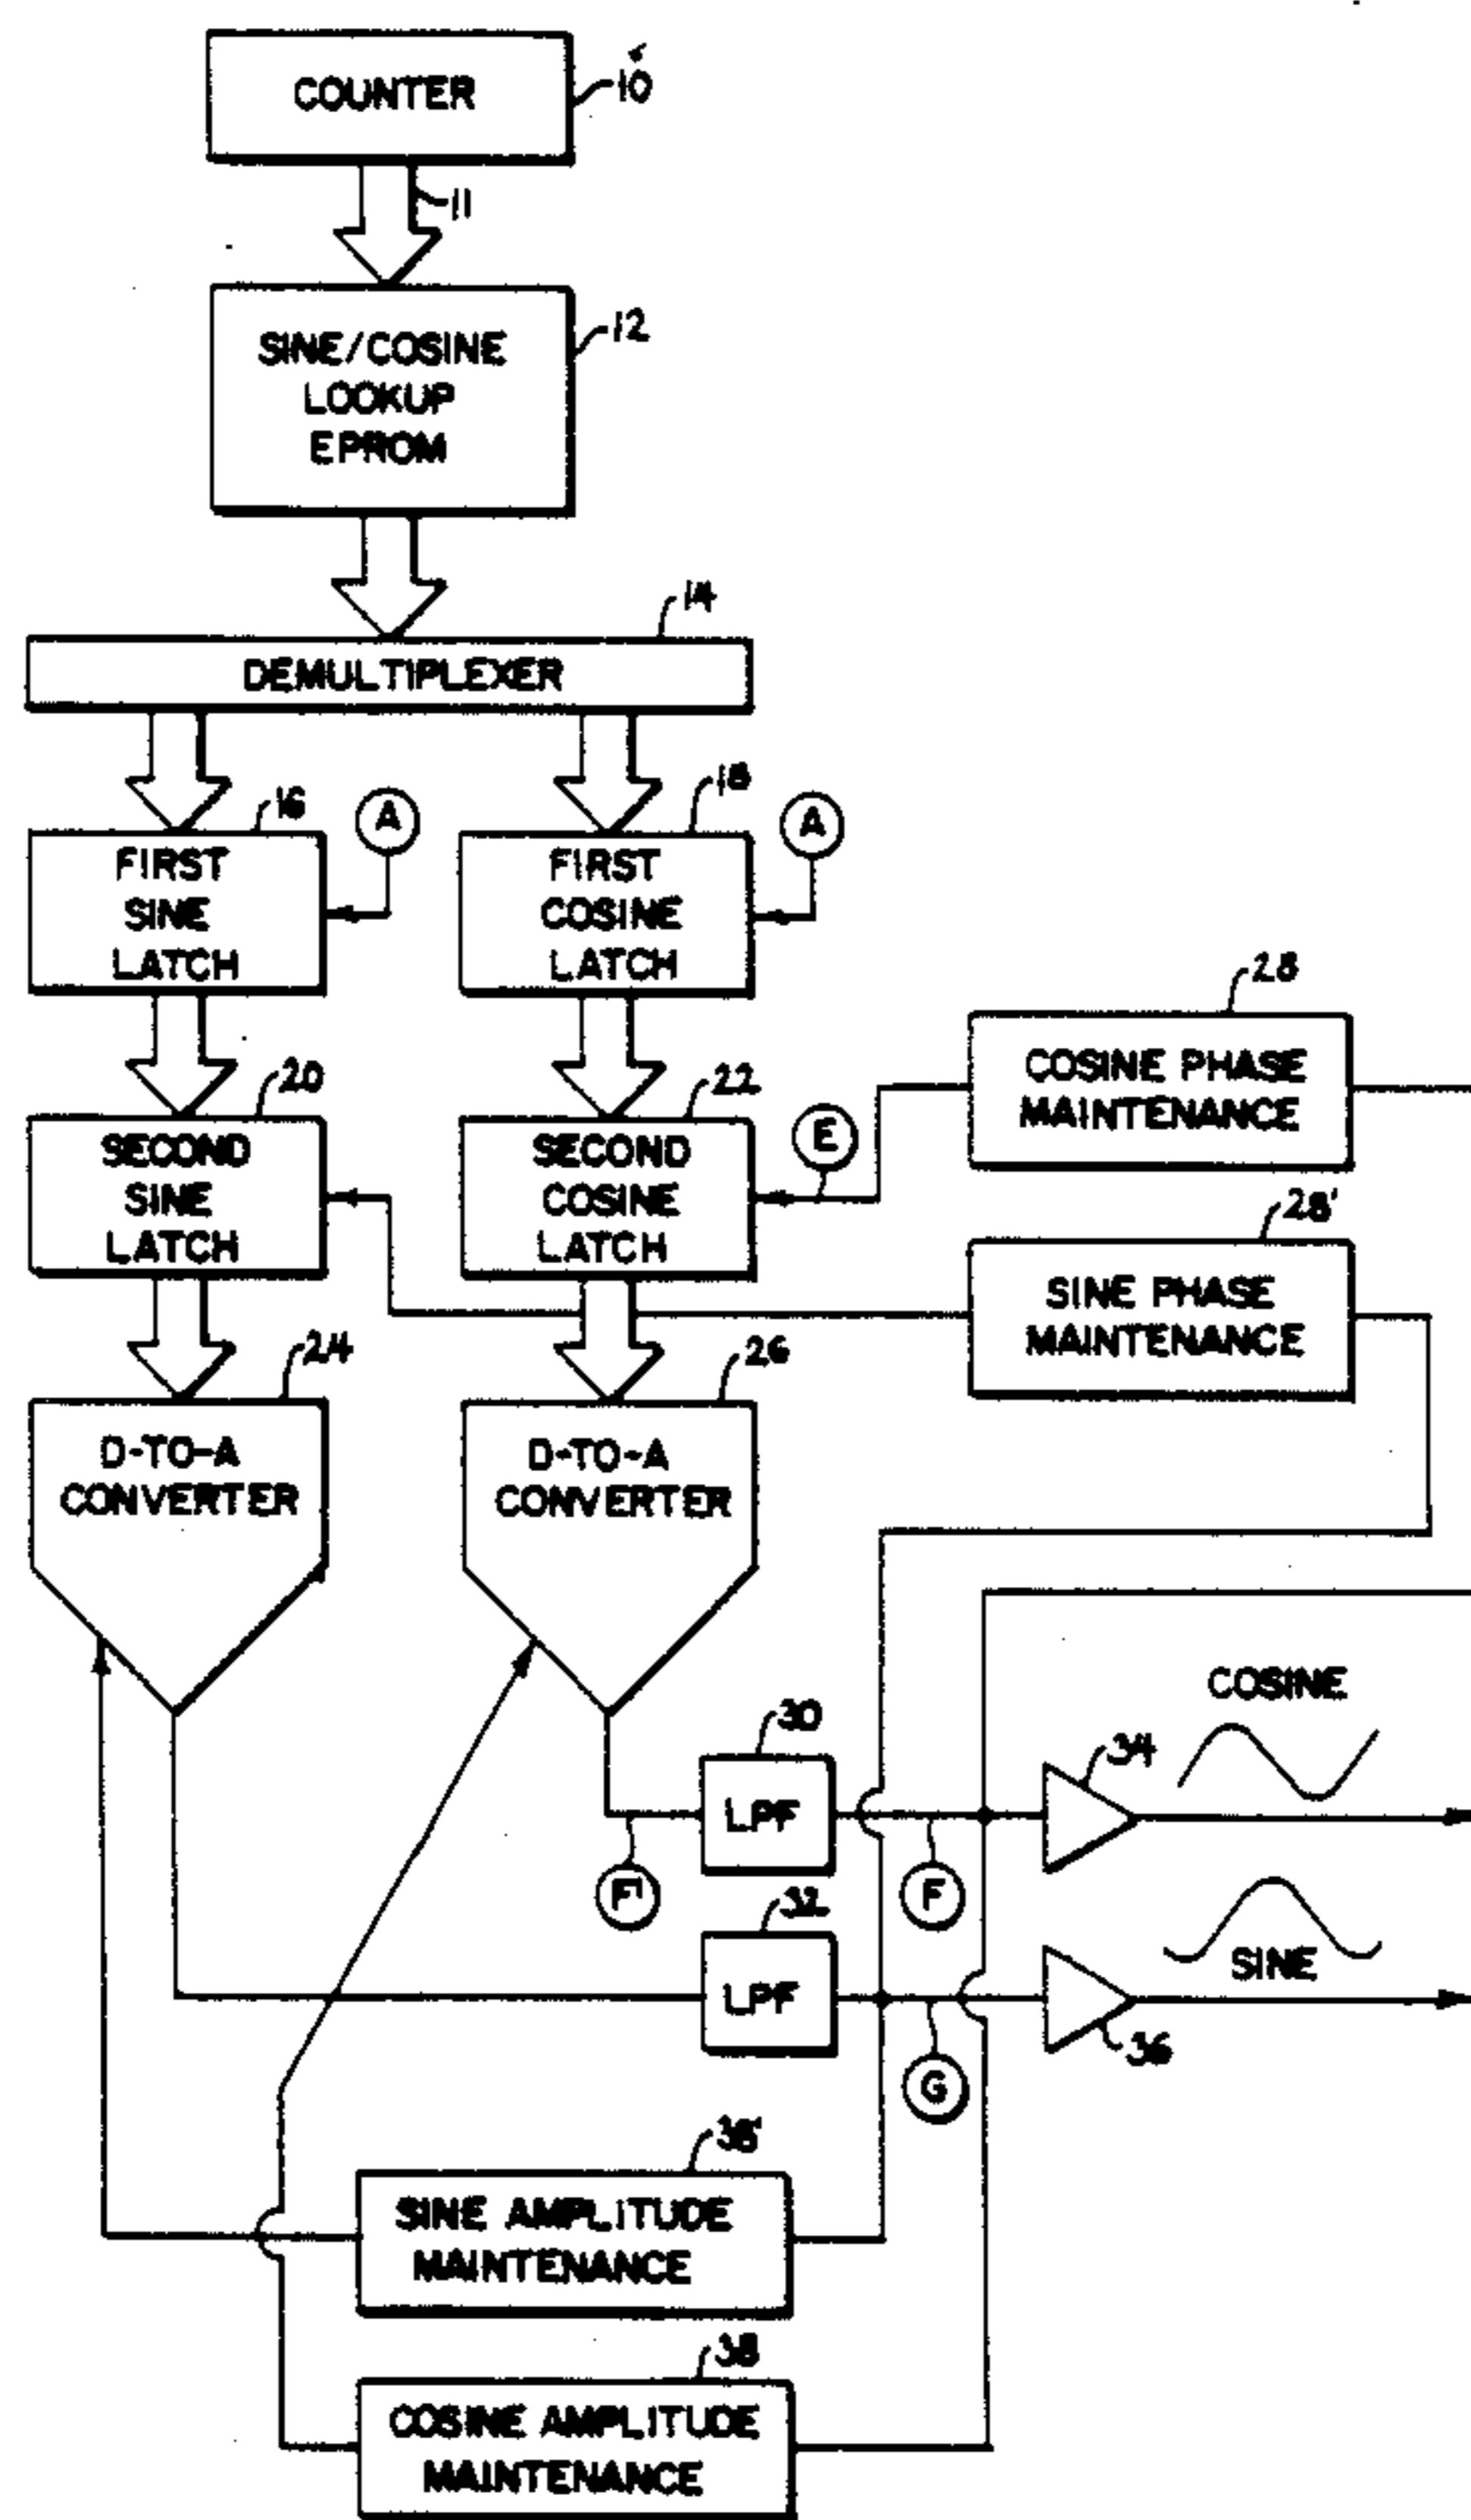 COUNTER
10
11
SINE/COSINE
LOOKUP
EPROM
12
14
DEMULTIPLEXER
16
A
18
A
FIRST
SINE
LATCH
FIRST
COSINE
LATCH
28
COSINE PHASE
MAINTENANCE
20
22
E
SECOND
SINE
LATCH
SECOND
COSINE
LATCH
28'
SINE PHASE
MAINTENANCE
24
26
D-TO-A
CONVERTER
D-TO-A
CONVERTER
COSINE
30
34
LPF
F'
F
32
LPF
SINE
36
G
38'
SINE AMPLITUDE
MAINTENANCE
38
COSINE AMPLITUDE
MAINTENANCE